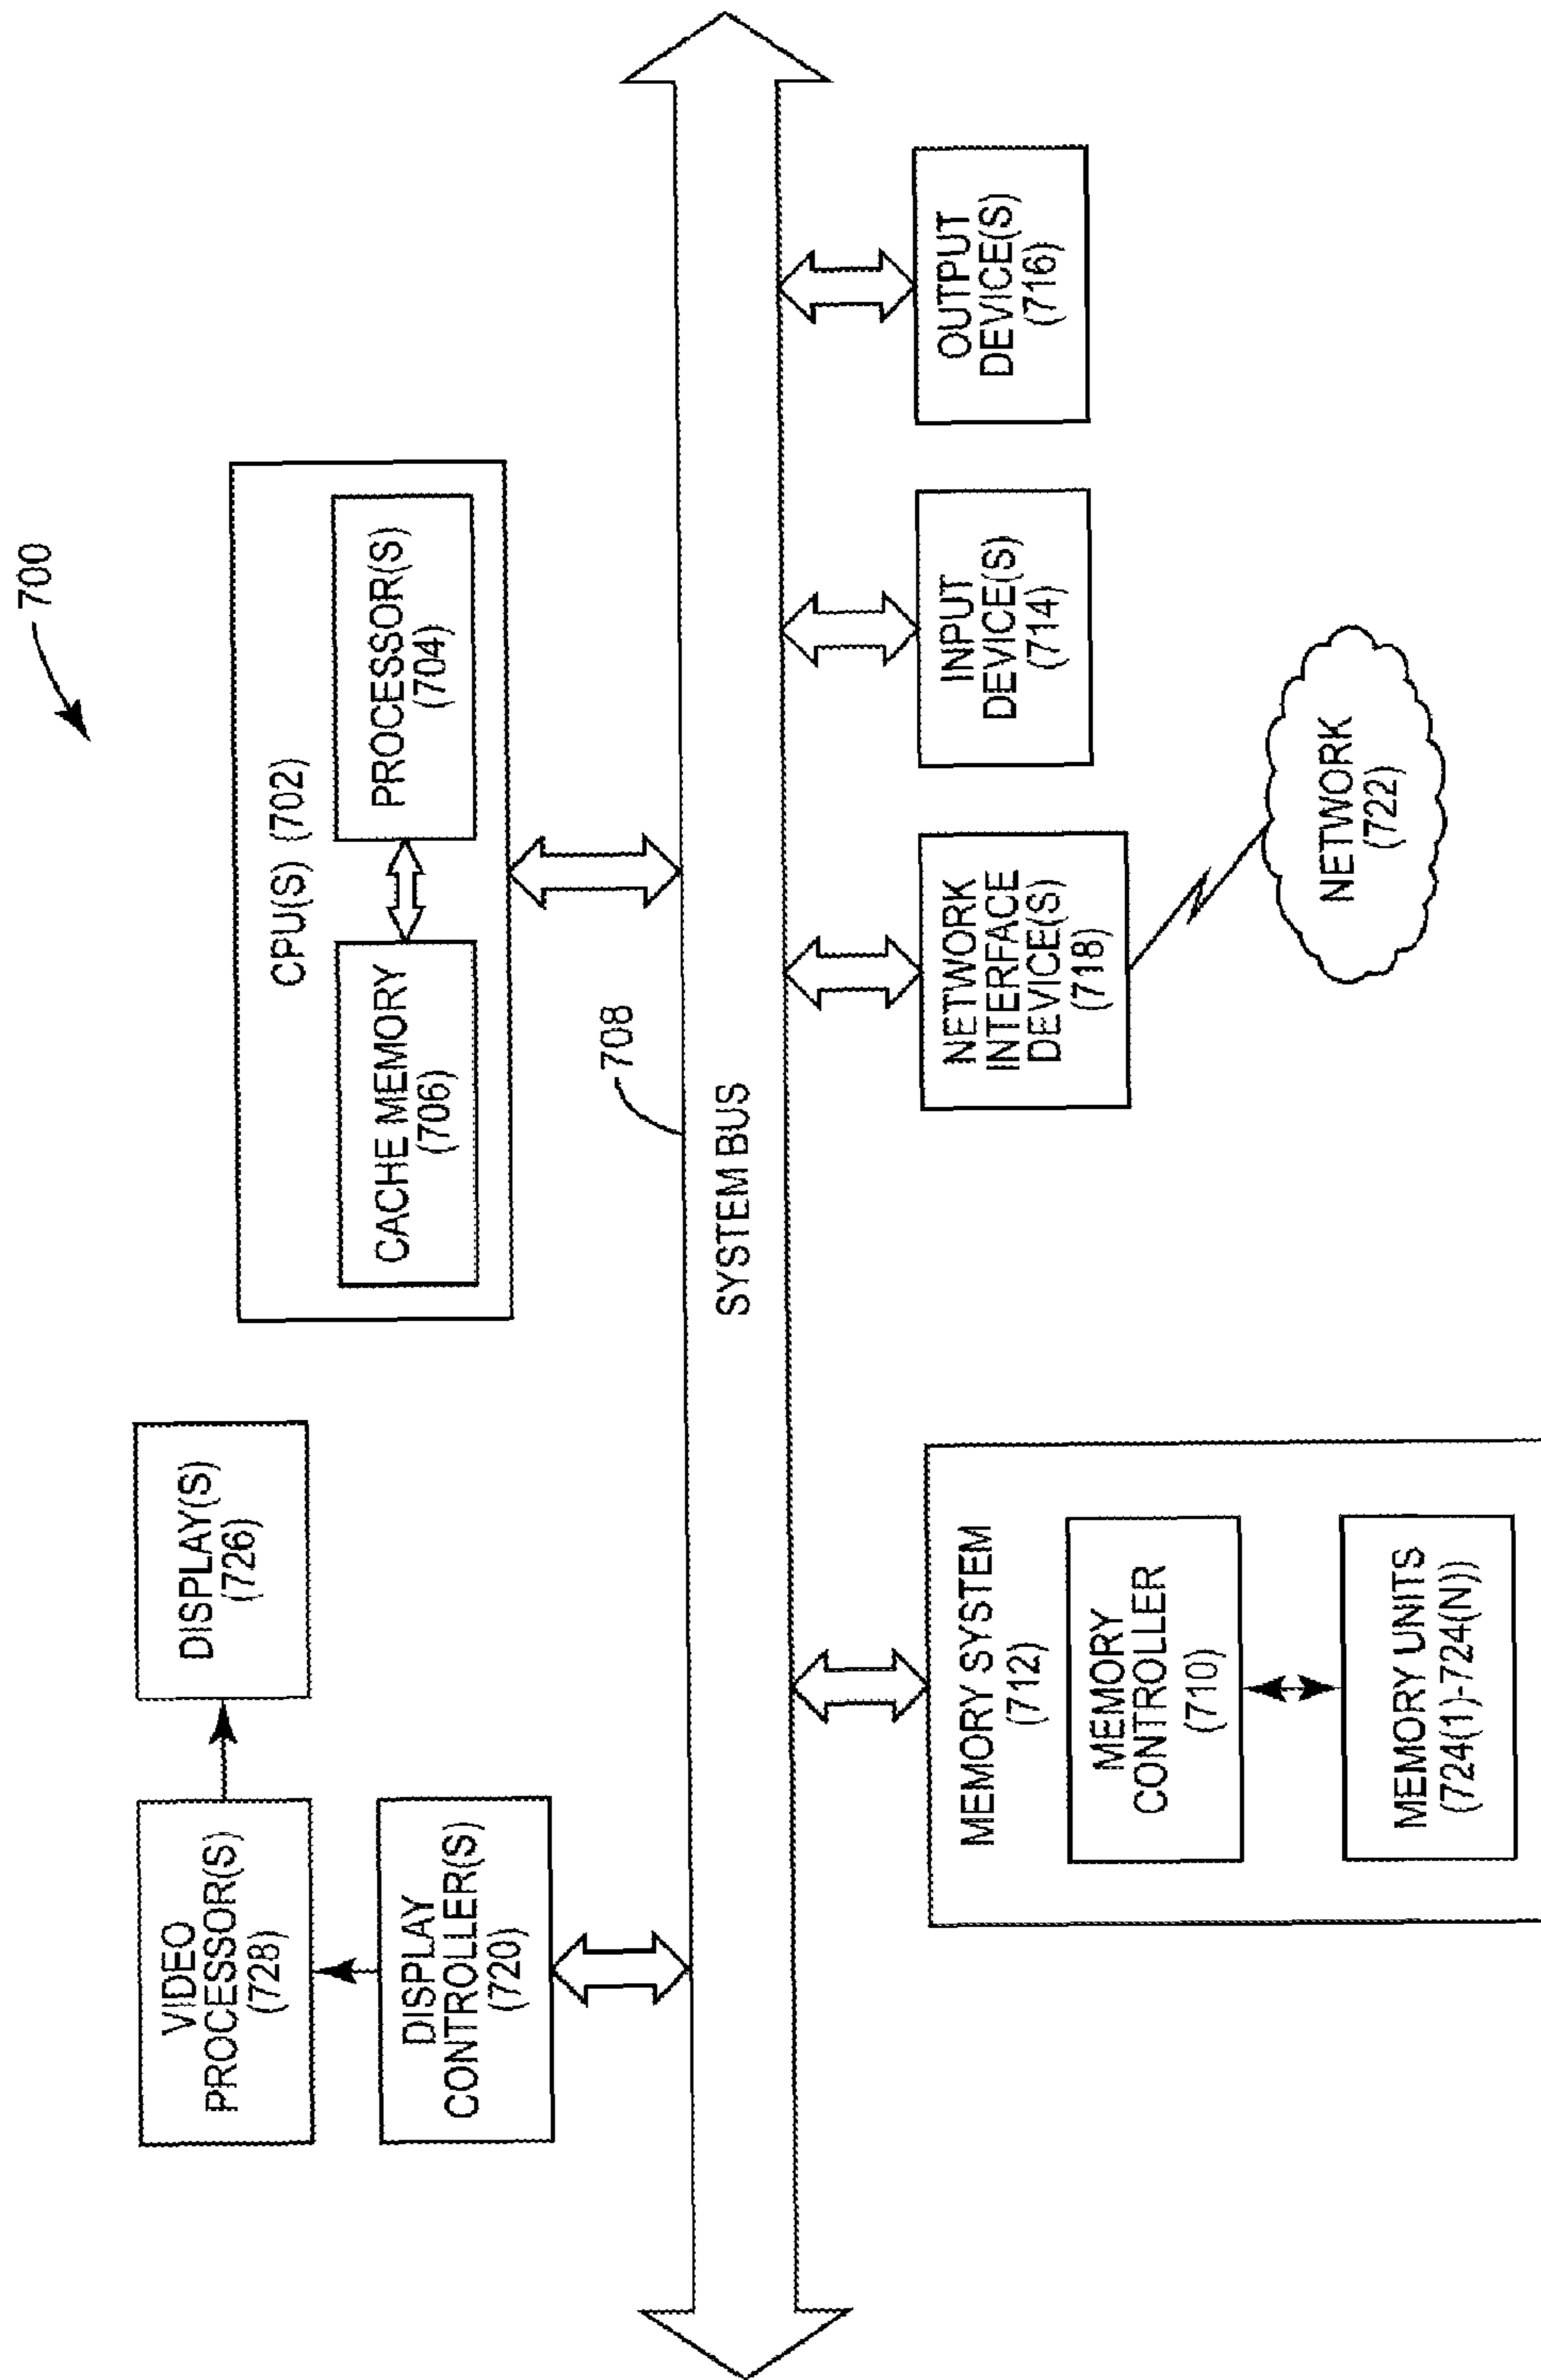 700
VIDEO
PROCESSOR(S)
(728)
DISPLAY(S)
(726)
DISPLAY
CONTROLLER(S)
(720)
CPU(S) (702)
CACHE MEMORY
(706)
PROCESSOR(S)
(704)
708
SYSTEM BUS
MEMORY SYSTEM
(712)
MEMORY
CONTROLLER
(710)
MEMORY UNITS
(724(1)-724(N))
NETWORK
INTERFACE
DEVICE(S)
(718)
INPUT
DEVICE(S)
(714)
OUTPUT
DEVICE(S)
(716)
NETWORK
(722)